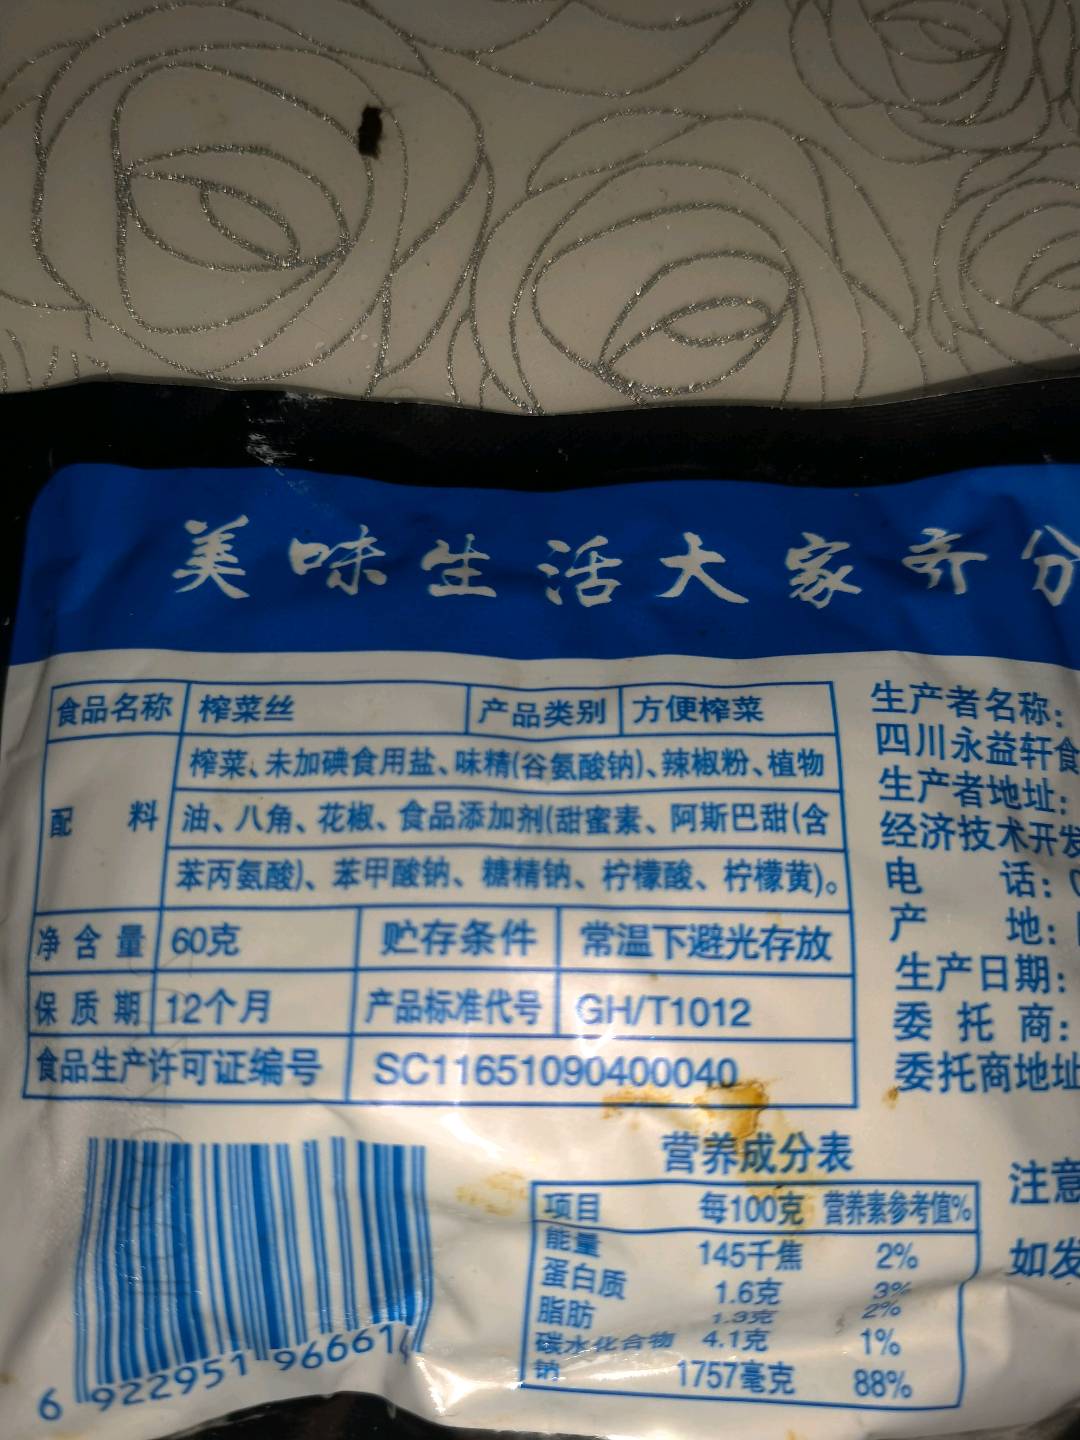 美味生活大家齐分
食品名称 榨菜丝 产品类别 方便榨菜
配料 榨菜、未加碘食用盐、味精(谷氨酸钠)、辣椒粉、植物
油、八角、花椒、食品添加剂(甜蜜素、阿斯巴甜(含
苯丙氨酸)、苯甲酸钠、糖精钠、柠檬酸、柠檬黄)。
净含量 60克 贮存条件 常温下避光存放
保质期 12个月 产品标准代号 GH/T1012
食品生产许可证编号 SC11651090400040
生产者名称：
四川永益轩食
生产者地址：
经济技术开发
电话：
产地：
生产日期：
委托商：
委托商地址
营养成分表
项目 每100克 营养素参考值%
能量 145千焦 2%
蛋白质 1.6克 3%
脂肪 1.3克 2%
碳水化合物 4.1克 1%
钠 1757毫克 88%
注意
如发
6 922951 966614